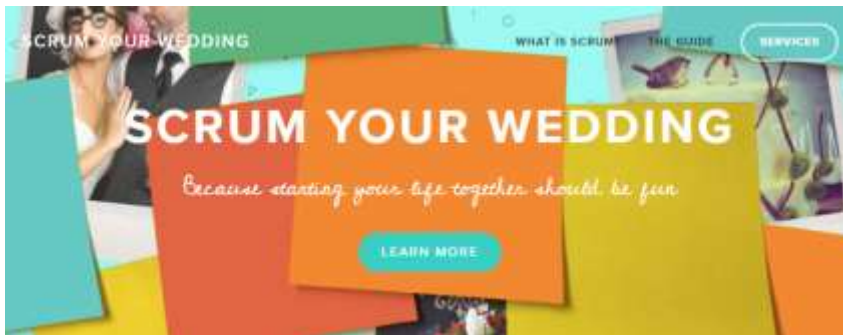 SCRUM YOUR WEDDING
WHAT IS SCRUM?
THE GUIDE
SERVICES
SCRUM YOUR WEDDING
Because starting your life together should be fun
LEARN MORE